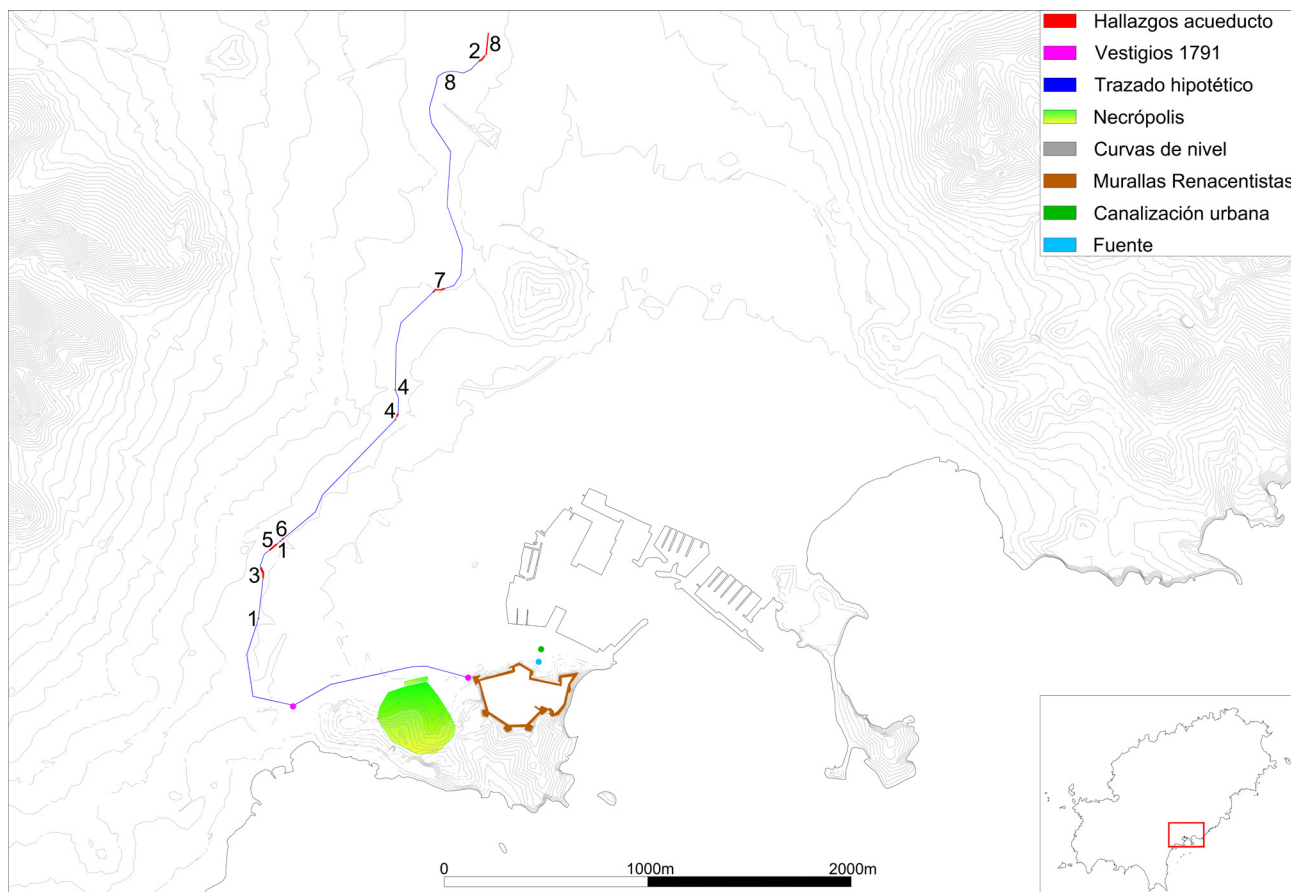 Hallazgos acueducto
Vestigios 1791
Trazado hipotético
Necrópolis
Curvas de nivel
Murallas Renacentistas
Canalización urbana
Fuente
2 8
8
7
4
4
6
5 1
3
1
0 1000m 2000m